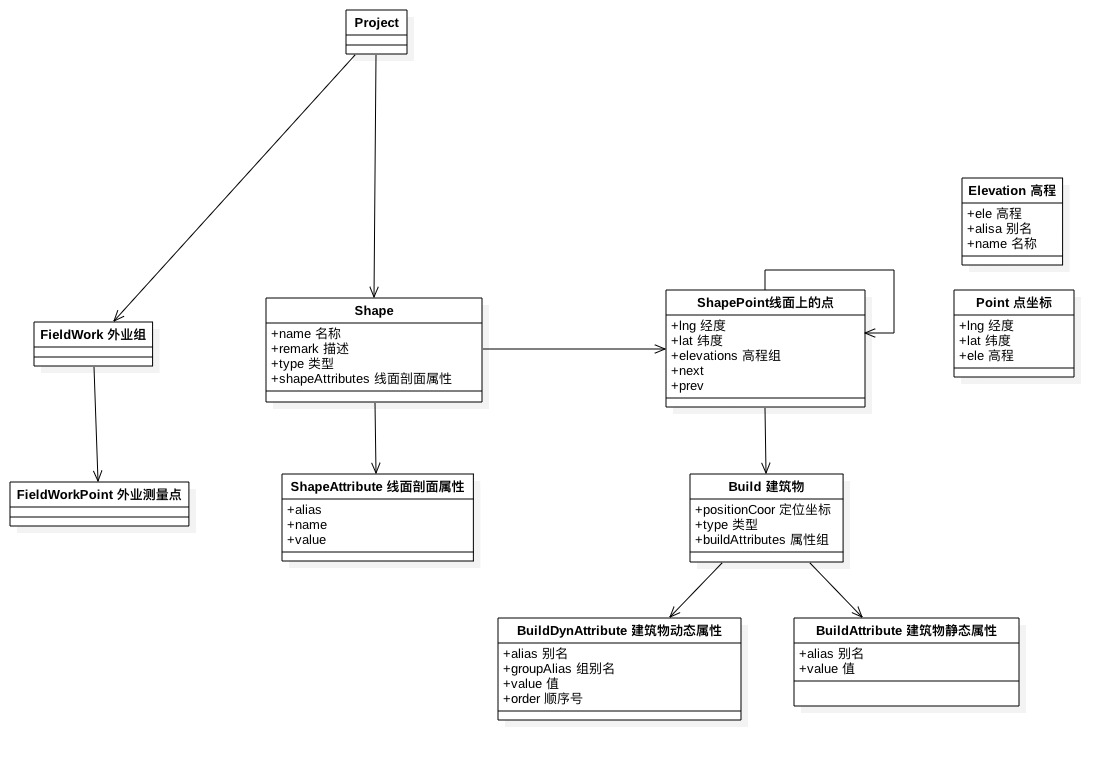 Project
Elevation 高程
+ele 高程
+alisa 别名
+name 名称
Point 点坐标
+lng 经度
+lat 纬度
+ele 高程
FieldWork 外业组
Shape
+name 名称
+remark 描述
+type 类型
+shapeAttributes 线面剖面属性
ShapePoint线面上的点
+lng 经度
+lat 纬度
+elevations 高程组
+next
+prev
FieldWorkPoint 外业测量点
ShapeAttribute 线面剖面属性
+alias
+name
+value
Build 建筑物
+positionCoor 定位坐标
+type 类型
+buildAttributes 属性组
BuildDynAttribute 建筑物动态属性
+alias 别名
+groupAlias 组别名
+value 值
+order 顺序号
BuildAttribute 建筑物静态属性
+alias 别名
+value 值